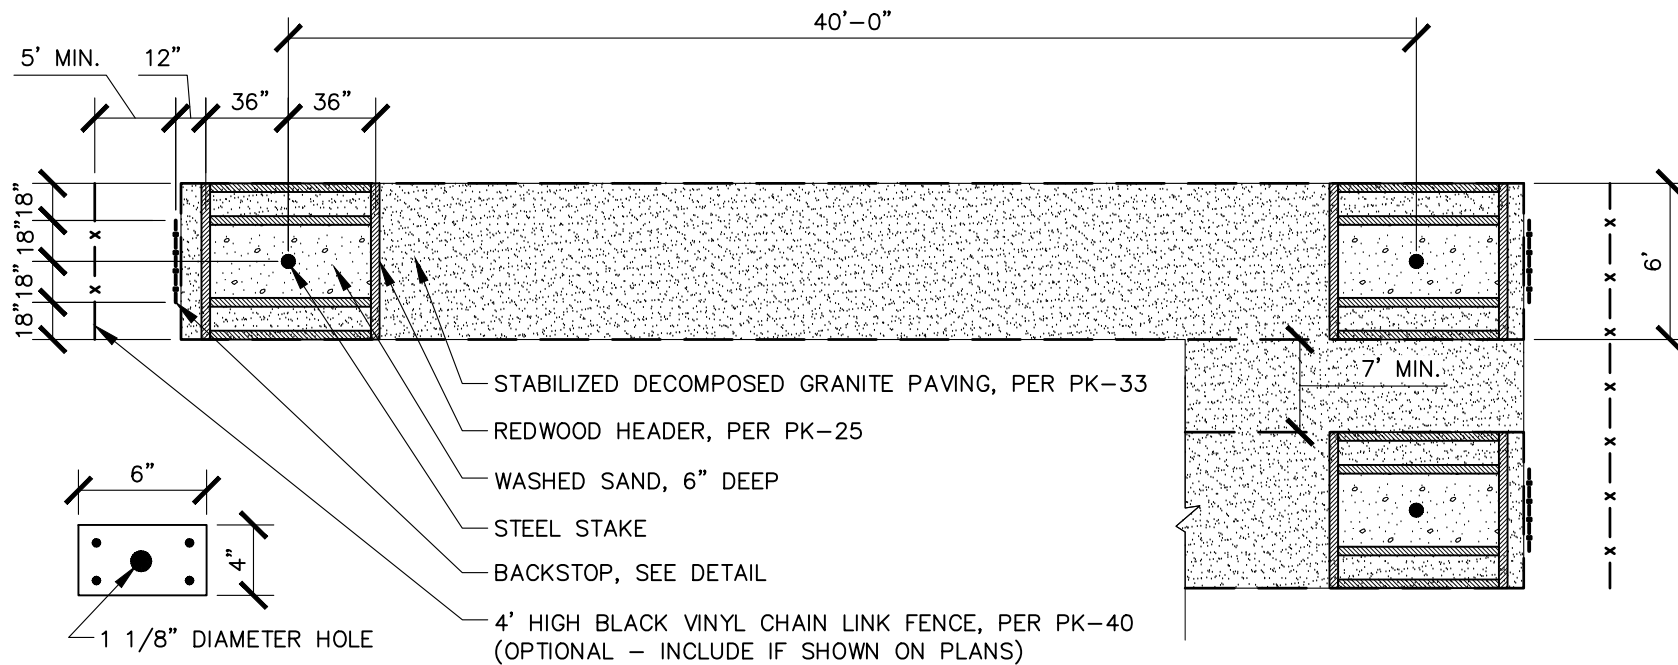 40'-0"
5' MIN.
12"
36"
36"
18"
18"
18"
18"
6'
7' MIN.
STABILIZED DECOMPOSED GRANITE PAVING, PER PK-33
REDWOOD HEADER, PER PK-25
WASHED SAND, 6" DEEP
STEEL STAKE
BACKSTOP, SEE DETAIL
4' HIGH BLACK VINYL CHAIN LINK FENCE, PER PK-40
(OPTIONAL - INCLUDE IF SHOWN ON PLANS)
6"
4"
1 1/8" DIAMETER HOLE